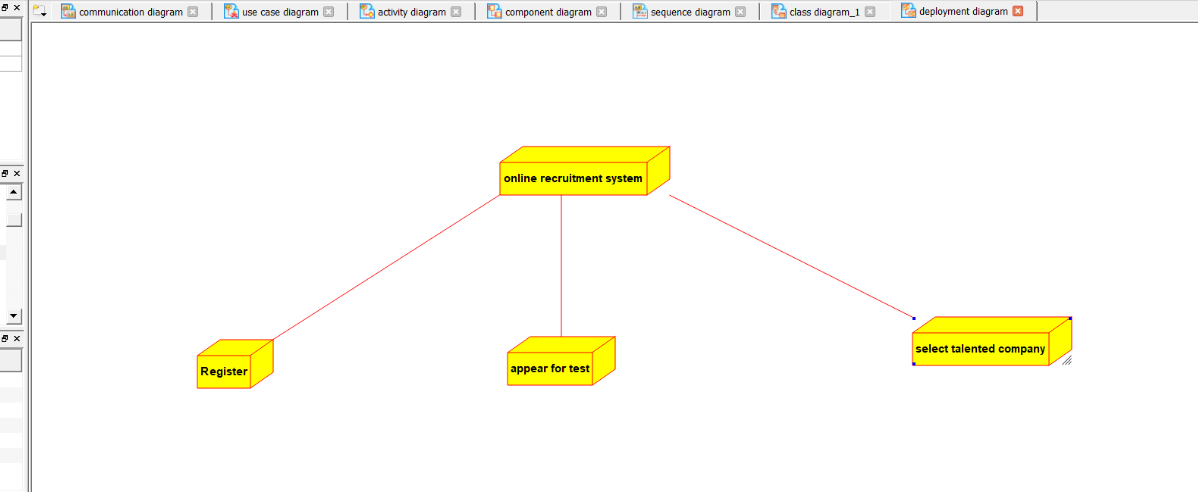 communication diagram
use case diagram
activity diagram
component diagram
sequence diagram
class diagram_1
deployment diagram
online recruitment system
Register
appear for test
select talented company